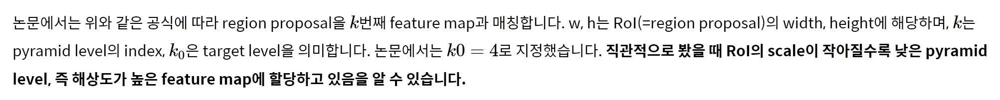 논문에서는 위와 같은 공식에 따라 region proposal을 k번째 feature map과 매칭합니다. w, h는 RoI(=region proposal)의 width, height에 해당하며, k는
pyramid level의 index, k₀은 target level을 의미합니다. 논문에서는 k0 = 4로 지정했습니다. 직관적으로 봤을 때 RoI의 scale이 작아질수록 낮은 pyramid
level, 즉 해상도가 높은 feature map에 할당하고 있음을 알 수 있습니다.